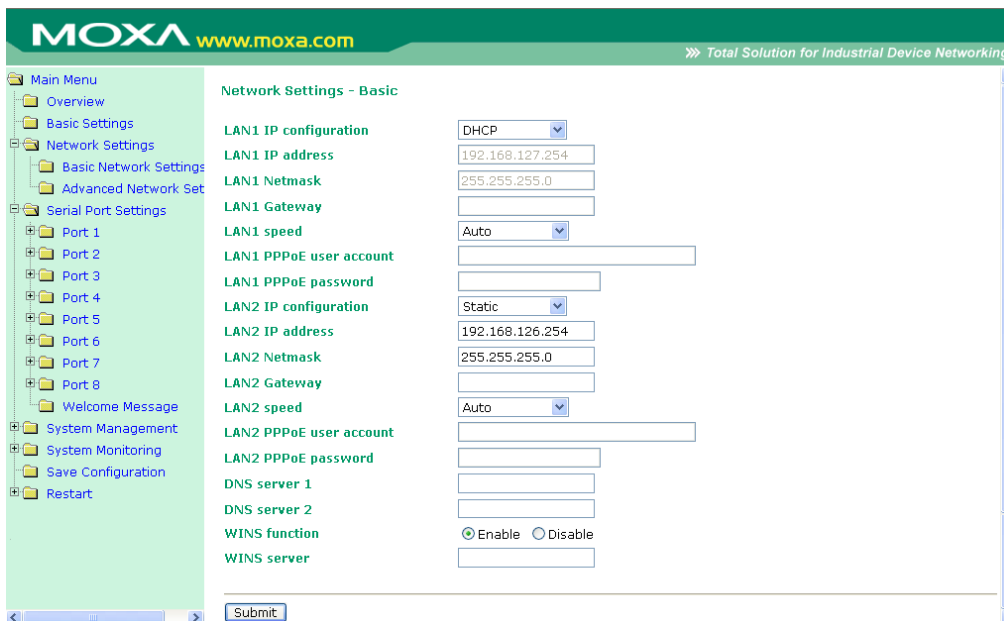 MOXA www.moxa.com
Total Solution for Industrial Device Networking
Main Menu
Overview
Basic Settings
Network Settings
Basic Network Settings
Advanced Network Set
Serial Port Settings
Port 1
Port 2
Port 3
Port 4
Port 5
Port 6
Port 7
Port 8
Welcome Message
System Management
System Monitoring
Save Configuration
Restart
Network Settings - Basic
LAN1 IP configuration DHCP
LAN1 IP address 192.168.127.254
LAN1 Netmask 255.255.255.0
LAN1 Gateway
LAN1 speed Auto
LAN1 PPPoE user account
LAN1 PPPoE password
LAN2 IP configuration Static
LAN2 IP address 192.168.126.254
LAN2 Netmask 255.255.255.0
LAN2 Gateway
LAN2 speed Auto
LAN2 PPPoE user account
LAN2 PPPoE password
DNS server 1
DNS server 2
WINS function Enable Disable
WINS server
Submit